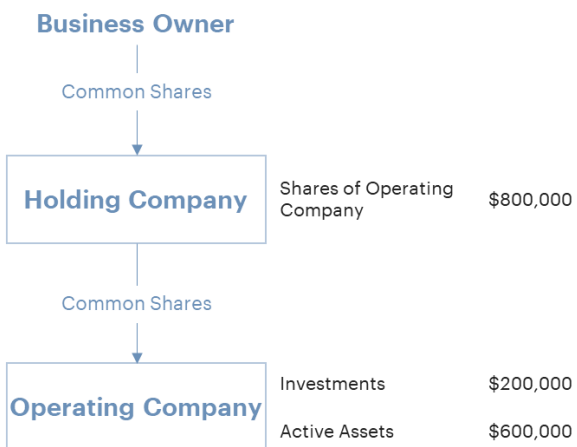 Business Owner
Common Shares
Holding Company
Shares of Operating
Company
$800,000
Common Shares
Operating Company
Investments
$200,000
Active Assets
$600,000